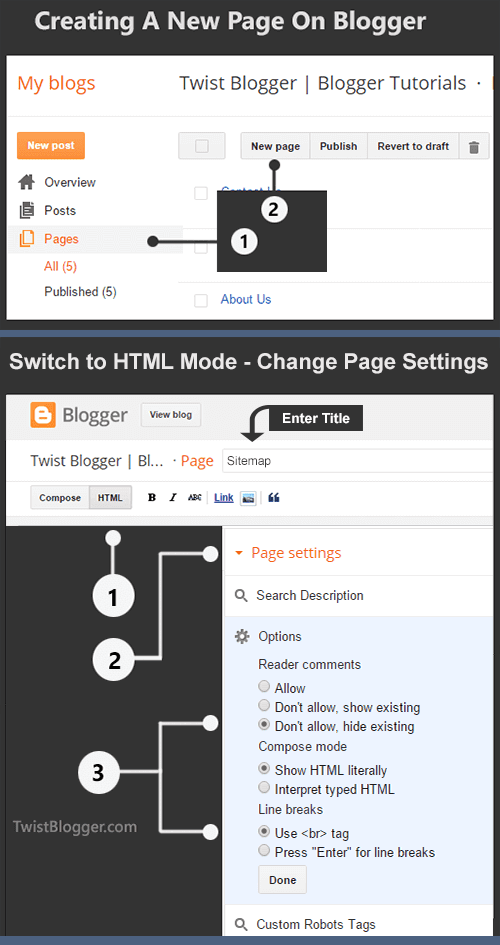 Creating A New Page On Blogger
My blogs
Twist Blogger | Blogger Tutorials ·
New post
New page
Publish
Revert to draft
Overview
Posts
Pages
2
1
All (5)
Published (5)
About Us
Switch to HTML Mode - Change Page Settings
Blogger
View blog
Enter Title
Twist Blogger | Bl... · Page
Sitemap
Compose
HTML
B
I
ABC
Link
Page settings
1
Search Description
2
Options
Reader comments
Allow
Don't allow, show existing
Don't allow, hide existing
Compose mode
3
Show HTML literally
Interpret typed HTML
Line breaks
TwistBlogger.com
Use <br> tag
Press "Enter" for line breaks
Done
Custom Robots Tags